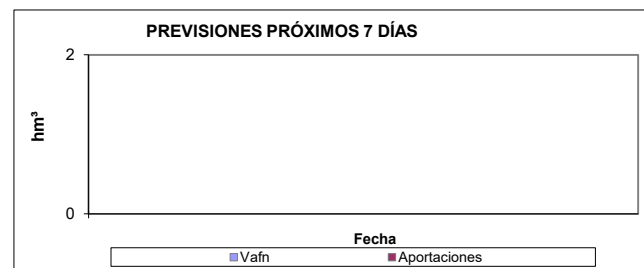 PREVISIONES PRÓXIMOS 7 DÍAS
2
hm³
0
Fecha
Vafn Aportaciones